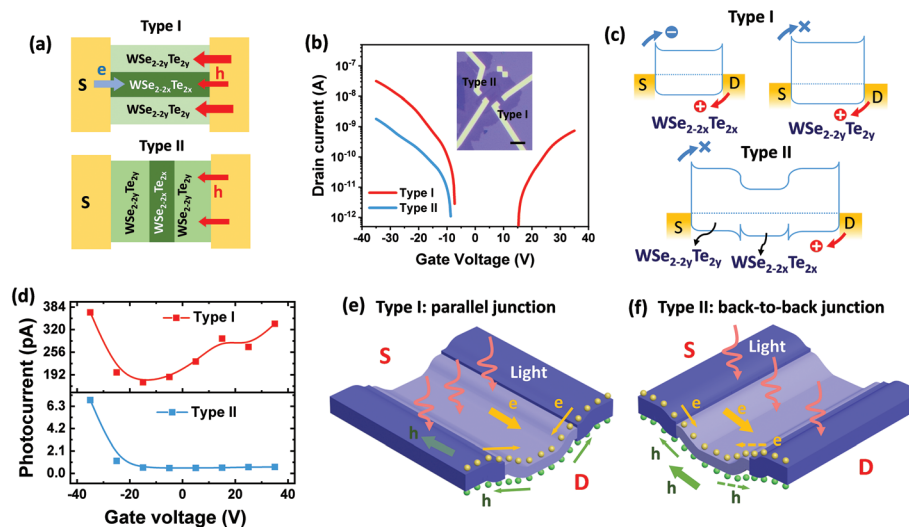 (a)
Type I
WSe2-2yTe2y
S
e
WSe2-2xTe2x
h
WSe2-2yTe2y
Type II
S
WSe2-2yTe2y
WSe2-2xTe2x
WSe2-2yTe2y
h
(b)
Drain current (A)
10-7
10-8
10-9
10-10
10-11
10-12
Type II
Type I
Type I
Type II
-40 -30 -20 -10 0 10 20 30 40
Gate Voltage (V)
(c)
Type I
S
D
WSe2-2xTe2x
S
D
WSe2-2yTe2y
Type II
S
D
WSe2-2yTe2y
WSe2-2xTe2x
(d)
Photocurrent (pA)
384
320
256
192
Type I
6.3
4.2
2.1
0.0
Type II
-40 -20 0 20 40
Gate voltage (V)
(e) Type I: parallel junction
S
Light
e
e
h
h
D
(f) Type II: back-to-back junction
S
Light
e
e
e
h
h
h
D